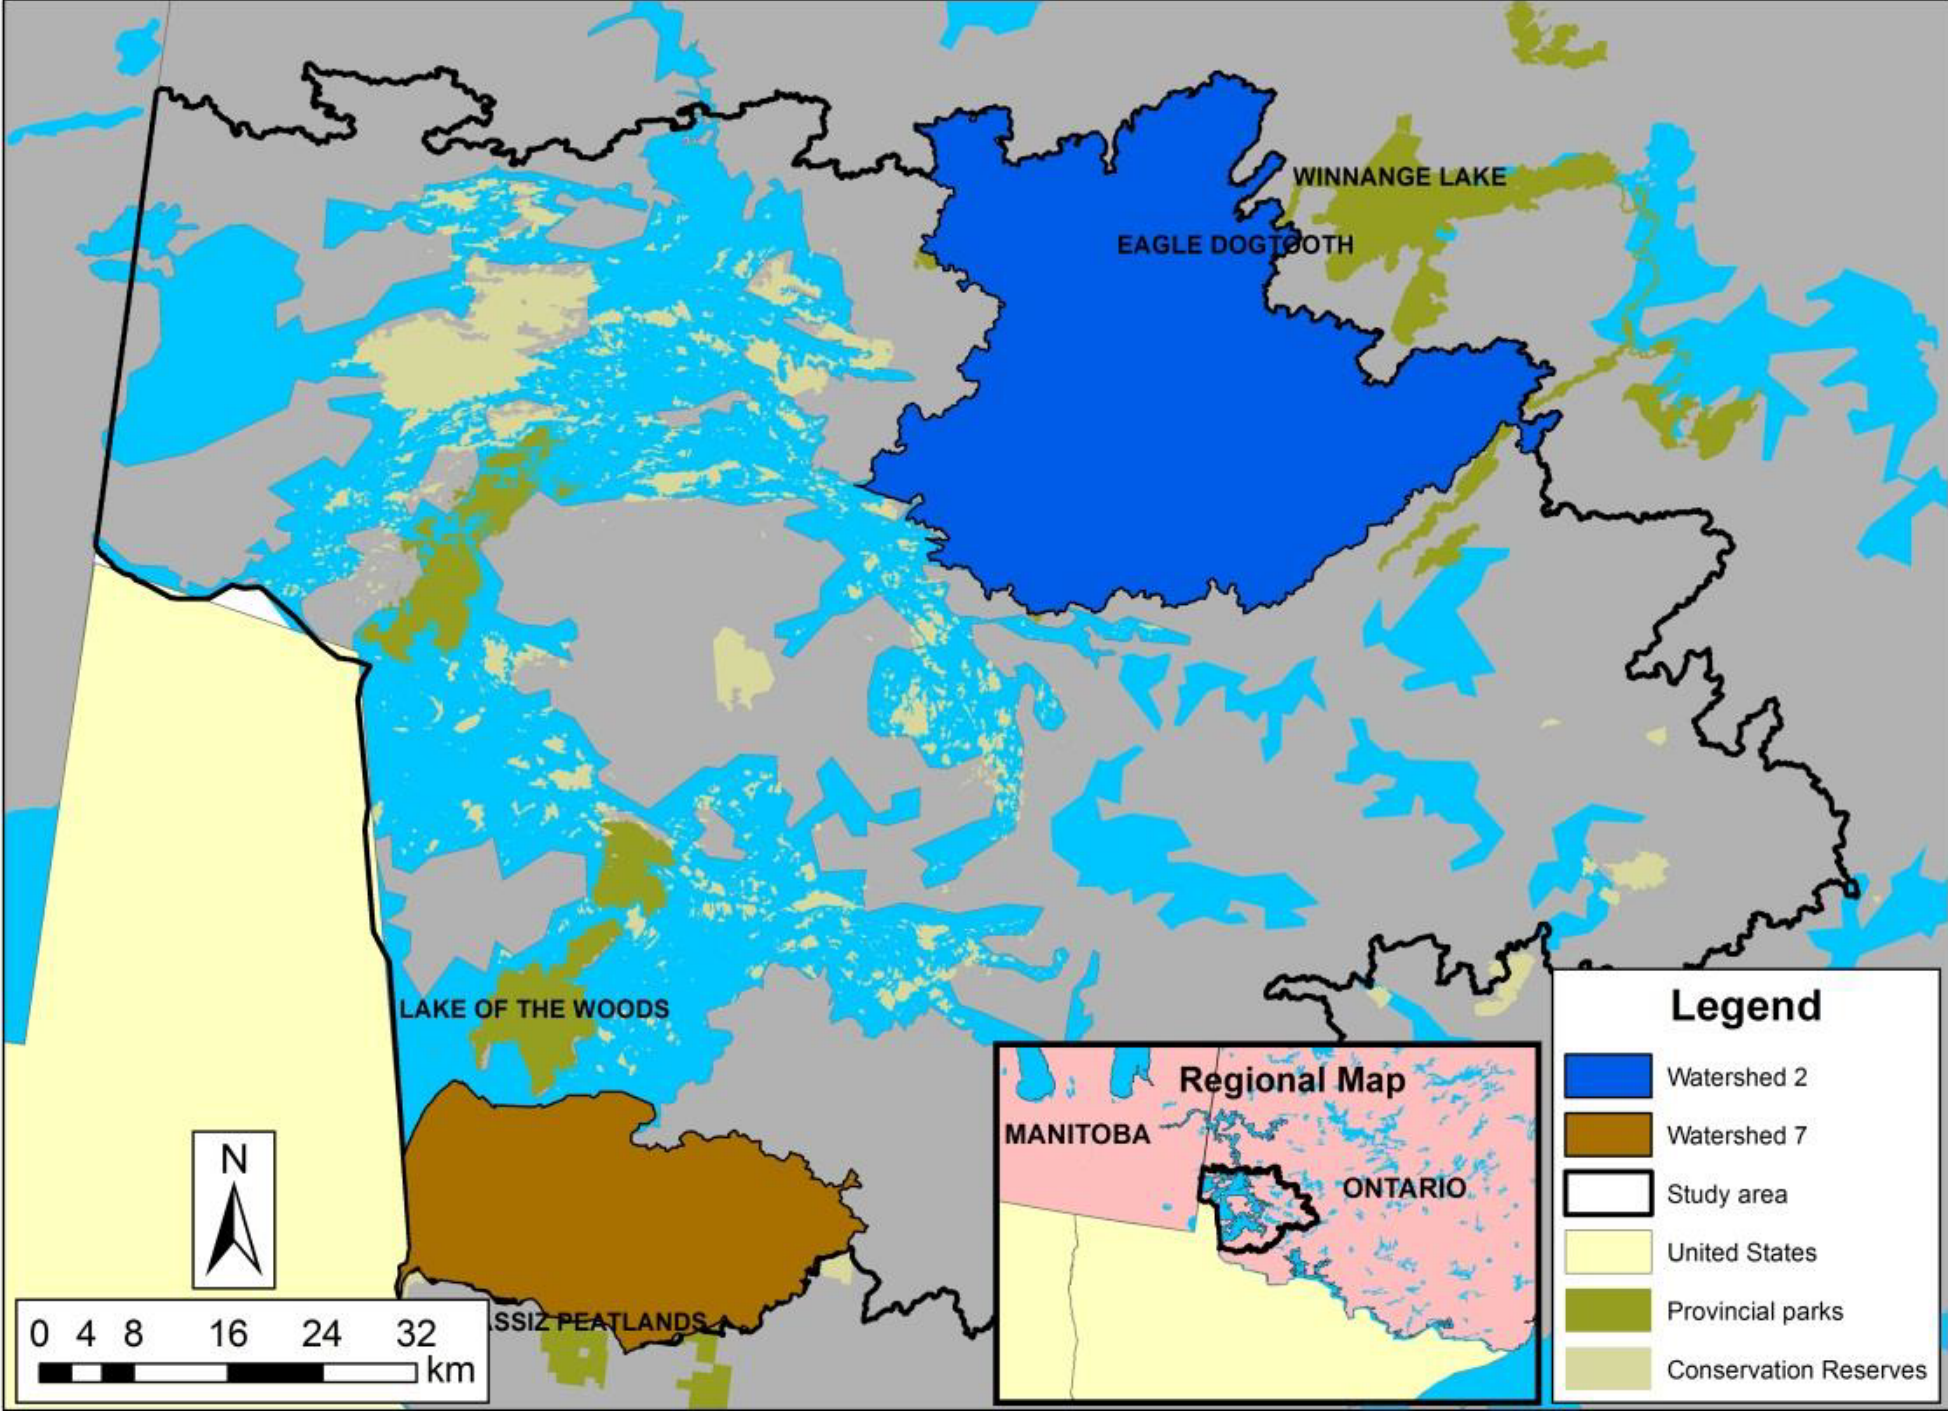 WINNANGE LAKE
EAGLE DOGTOOTH
LAKE OF THE WOODS
SSIZ PEATLANDS
N
0 4 8 16 24 32
km
Regional Map
MANITOBA
ONTARIO
Legend
Watershed 2
Watershed 7
Study area
United States
Provincial parks
Conservation Reserves